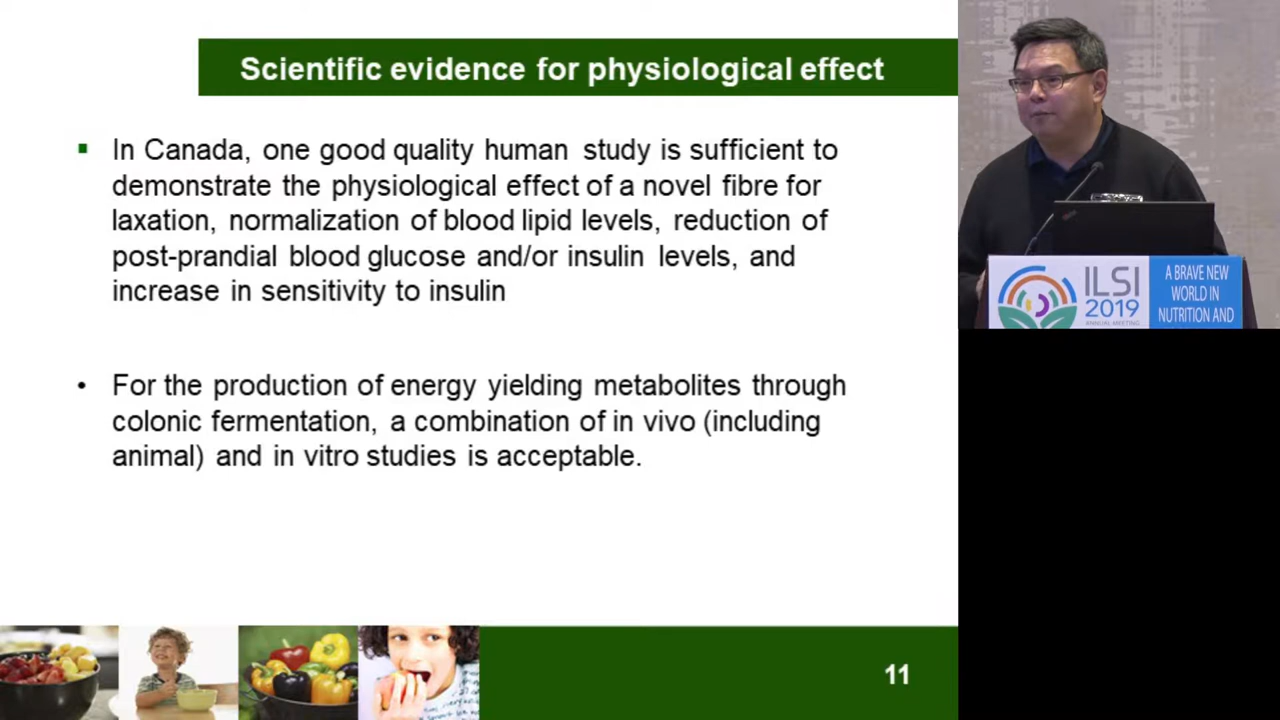 Scientific evidence for physiological effect
▪ In Canada, one good quality human study is sufficient to
demonstrate the physiological effect of a novel fibre for
laxation, normalization of blood lipid levels, reduction of
post-prandial blood glucose and/or insulin levels, and
increase in sensitivity to insulin
• For the production of energy yielding metabolites through
colonic fermentation, a combination of in vivo (including
animal) and in vitro studies is acceptable.
11
ILSI
2019
ANNUAL MEETING
A BRAVE NEW
WORLD IN
NUTRITION AND